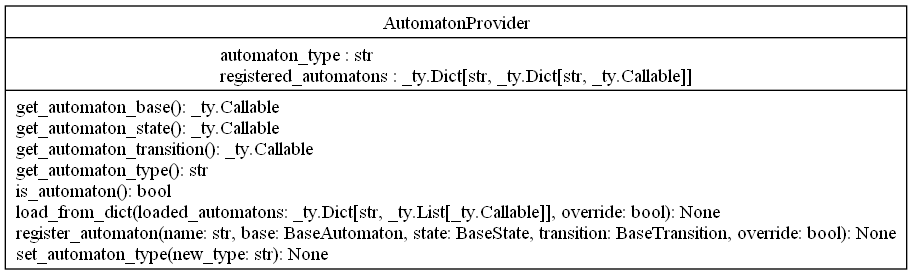 AutomatonProvider
automaton_type : str
registered_automatons : _ty.Dict[str, _ty.Dict[str, _ty.Callable]]
get_automaton_base(): _ty.Callable
get_automaton_state(): _ty.Callable
get_automaton_transition(): _ty.Callable
get_automaton_type(): str
is_automaton(): bool
load_from_dict(loaded_automatons: _ty.Dict[str, _ty.List[_ty.Callable]], override: bool): None
register_automaton(name: str, base: BaseAutomaton, state: BaseState, transition: BaseTransition, override: bool): None
set_automaton_type(new_type: str): None